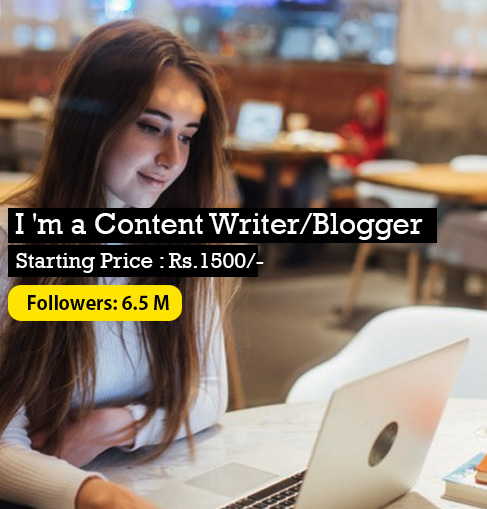 I 'm a Content Writer/Blogger
Starting Price : Rs.1500/-
Followers: 6.5 M